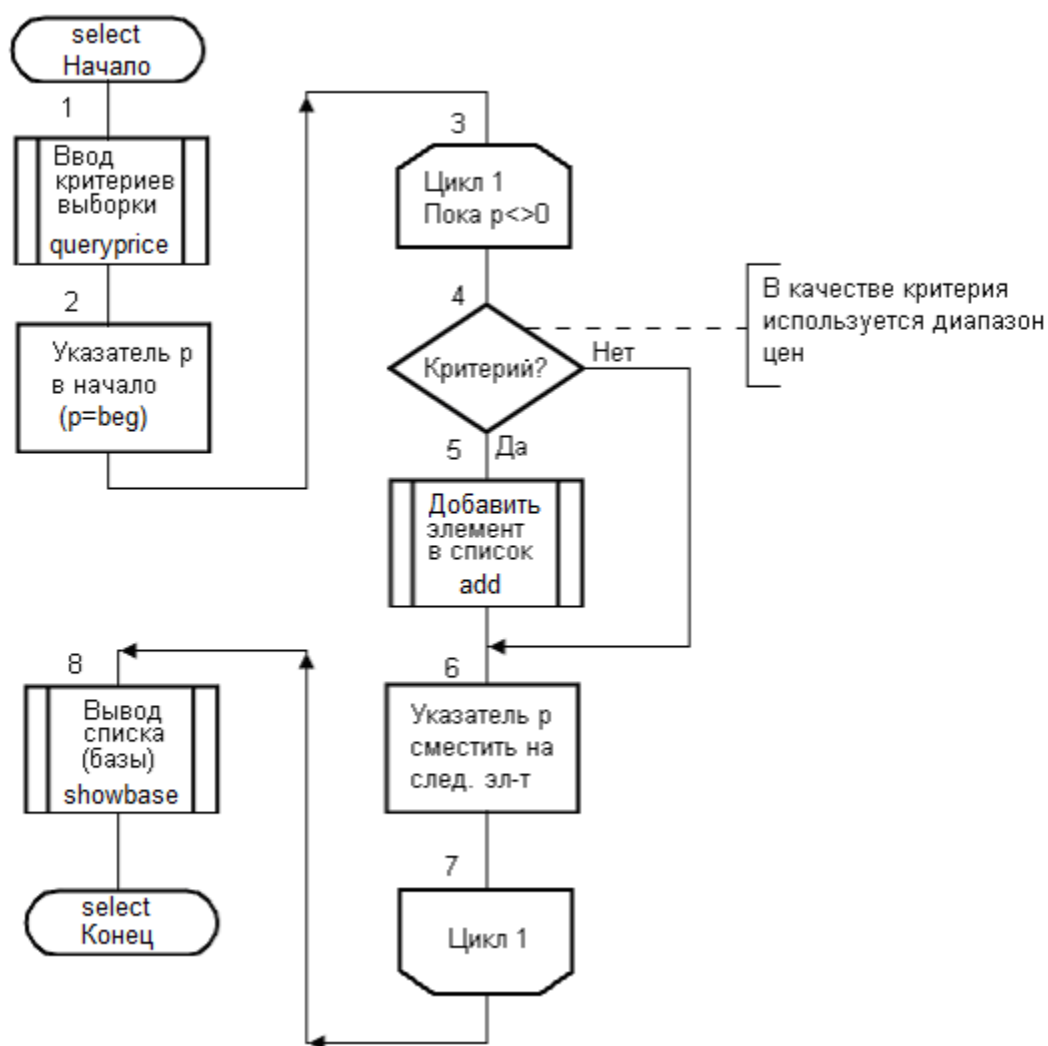 select
Начало
1
Ввод
критериев
выборки
queryprice
2
Указатель p
в начало
(p=beg)
3
Цикл 1
Пока p<>0
4
Критерий?
Нет
В качестве критерия
используется диапазон
цен
5
Да
Добавить
элемент
в список
add
6
Указатель p
сместить на
след. эл-т
7
Цикл 1
8
Вывод
списка
(базы)
showbase
select
Конец